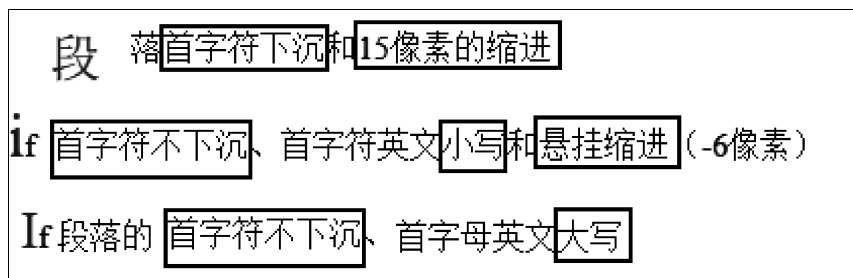 段 落首字符下沉和15像素的缩进
if 首字符不下沉、首字符英文小写和悬挂缩进（-6像素）
If 段落的 首字符不下沉、首字母英文大写